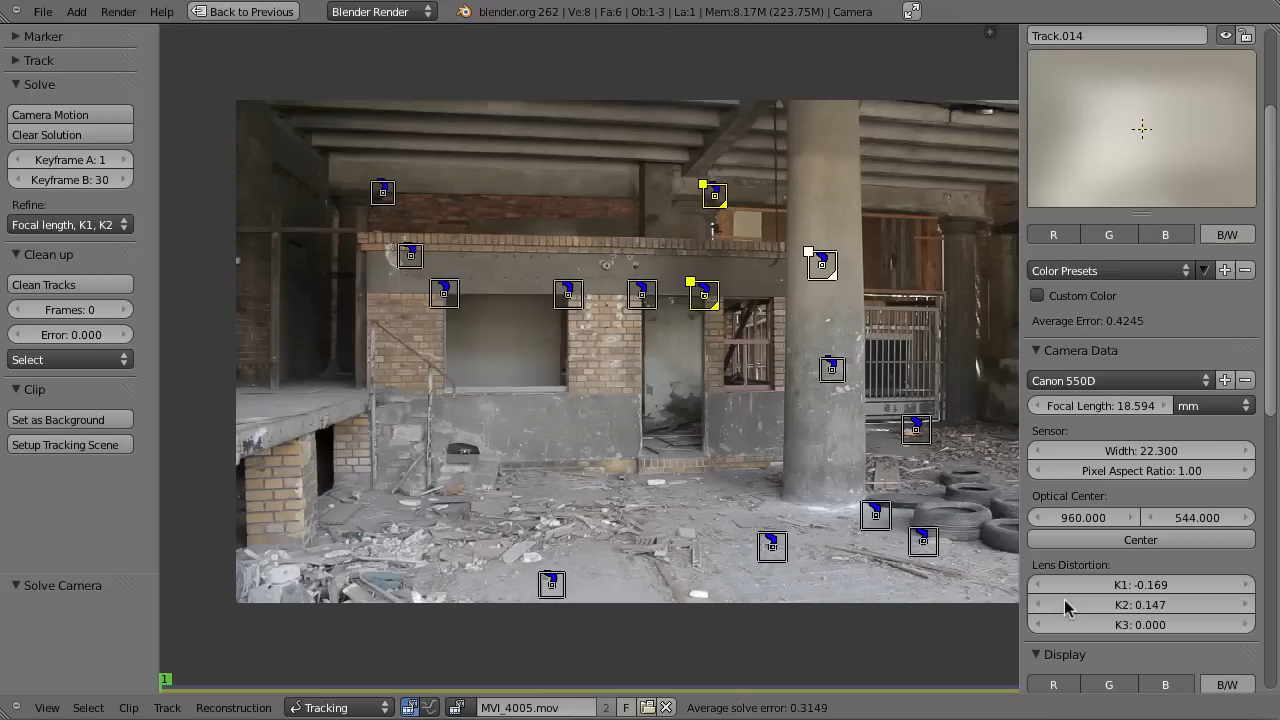 File Add Render Help Back to Previous Blender Render blender.org 262 | Ve:8 | Fa:6 | Ob:1-3 | La:1 | Mem:8.17M (223.75M) | Camera
Marker
Track
Solve
Camera Motion
Clear Solution
Keyframe A: 1
Keyframe B: 30
Refine:
Focal length, K1, K2
Clean up
Clean Tracks
Frames: 0
Error: 0.000
Select
Clip
Set as Background
Setup Tracking Scene
Solve Camera
1
Track.014
R G B B/W
Color Presets
Custom Color
Average Error: 0.4245
Camera Data
Canon 550D
Focal Length: 18.594 mm
Sensor:
Width: 22.300
Pixel Aspect Ratio: 1.00
Optical Center:
960.000 544.000
Center
Lens Distortion:
K1: -0.169
K2: 0.147
K3: 0.000
Display
R G B B/W
View Select Clip Track Reconstruction Tracking MVI_4005.mov 2 F Average solve error: 0.3149